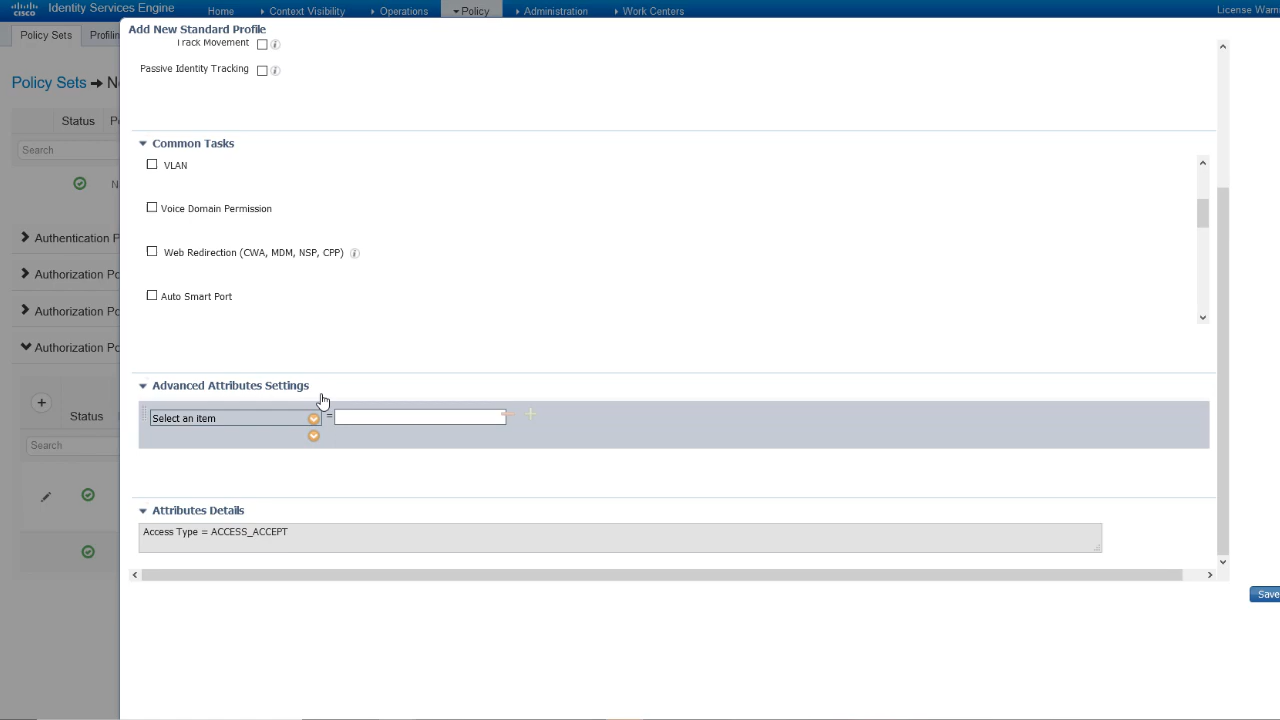 CISCO Identity Services Engine Home Context Visibility Operations Policy Administration Work Centers License Warn
Policy Sets Profilin
Add New Standard Profile
Track Movement
Passive Identity Tracking
Policy Sets → N
Status P
Search
N
Authentication P
Authorization Po
Authorization Po
Authorization Po
Status
Search
Common Tasks
VLAN
Voice Domain Permission
Web Redirection (CWA, MDM, NSP, CPP)
Auto Smart Port
Advanced Attributes Settings
Select an item =
Attributes Details
Access Type = ACCESS_ACCEPT
Save